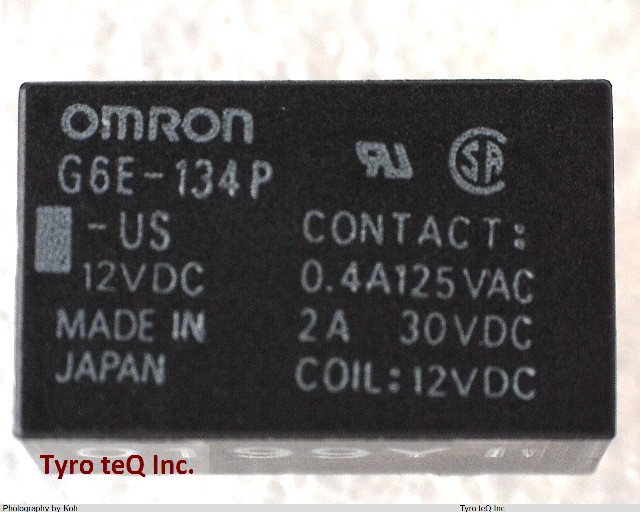 OMRON
G6E-134P
-US
12VDC
MADE IN
JAPAN
CONTACT:
0.4A125VAC
2A 30VDC
COIL:12VDC
Tyro teQ Inc.
Photography by Koh
Tyro teQ Inc